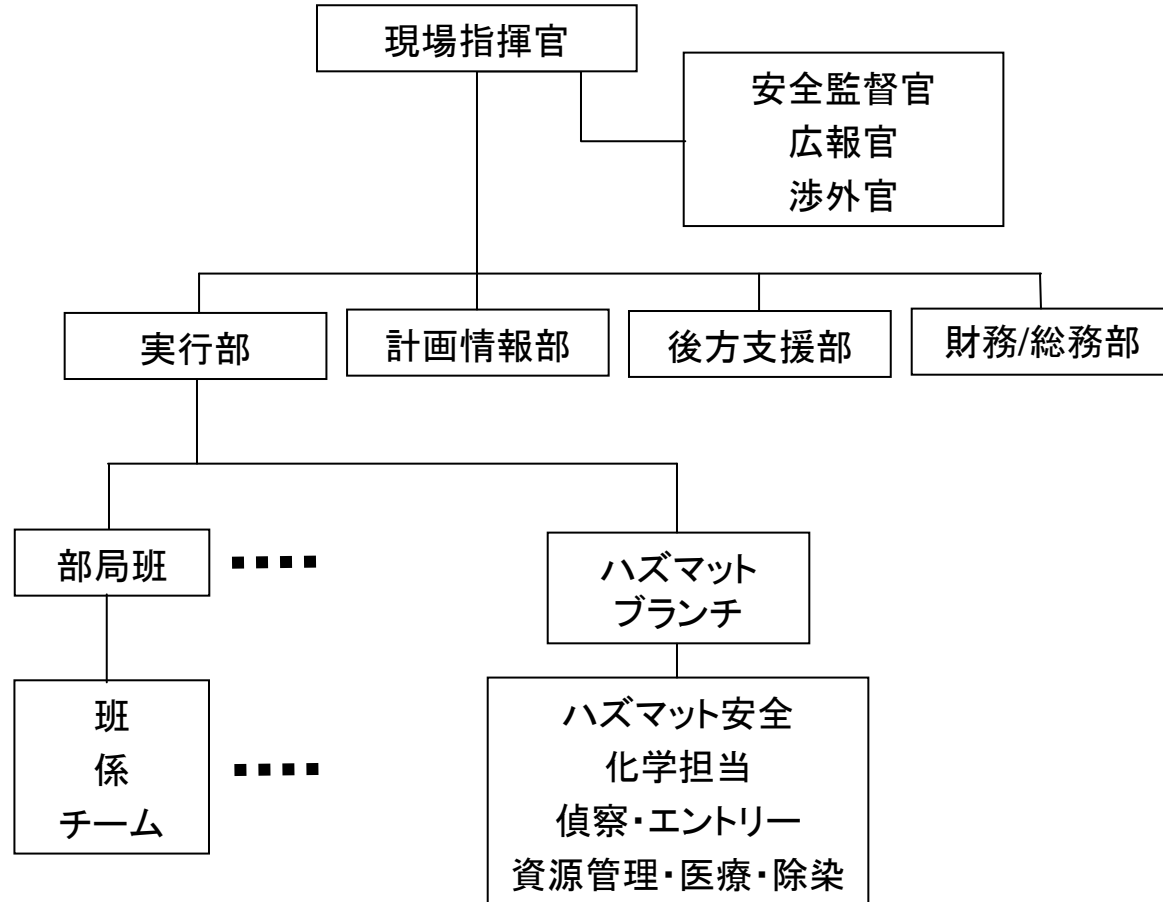 現場指揮官
安全監督官
広報官
渉外官
実行部
計画情報部
後方支援部
財務/総務部
部局班
ハズマット
ブランチ
班
係
チーム
ハズマット安全
化学担当
偵察・エントリー
資源管理・医療・除染